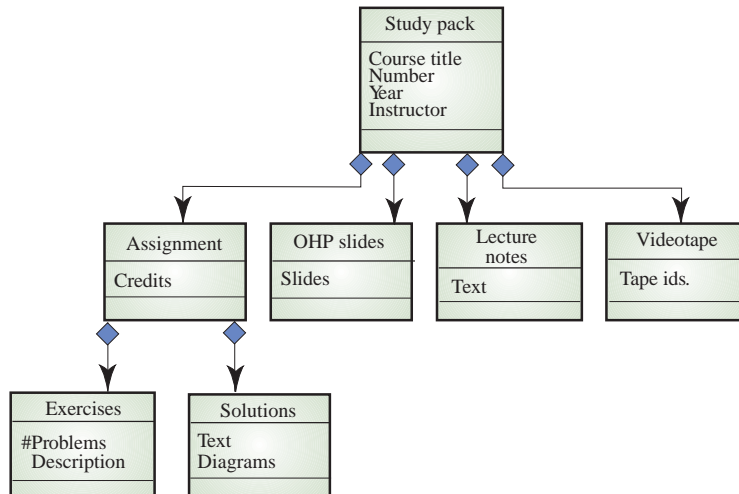 Study pack
Course title
Number
Year
Instructor
Assignment
Credits
OHP slides
Slides
Lecture
notes
Text
Videotape
Tape ids.
Exercises
#Problems
Description
Solutions
Text
Diagrams